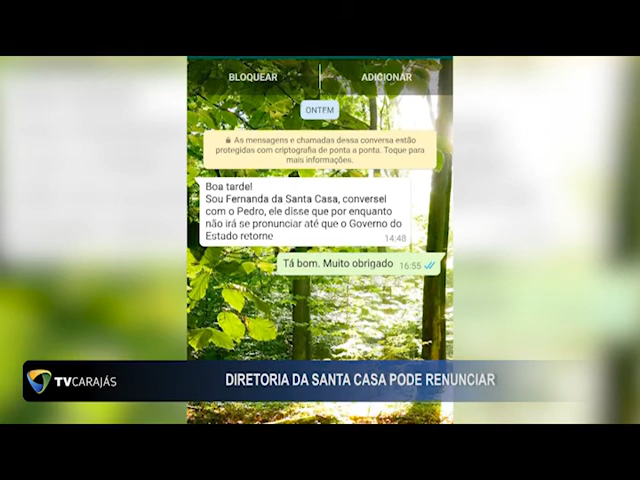 BLOQUEAR ADICIONAR
ONTEM
As mensagens e chamadas dessa conversa estão
protegidas com criptografia de ponta a ponta. Toque para
mais informações.
Boa tarde!
Sou Fernanda da Santa Casa, conversei
com o Pedro, ele disse que por enquanto
não irá se pronunciar até que o Governo do
Estado retorne
14:48
Tá bom. Muito obrigado 16:55
DIRETORIA DA SANTA CASA PODE RENUNCIAR
TVCARAJÁS